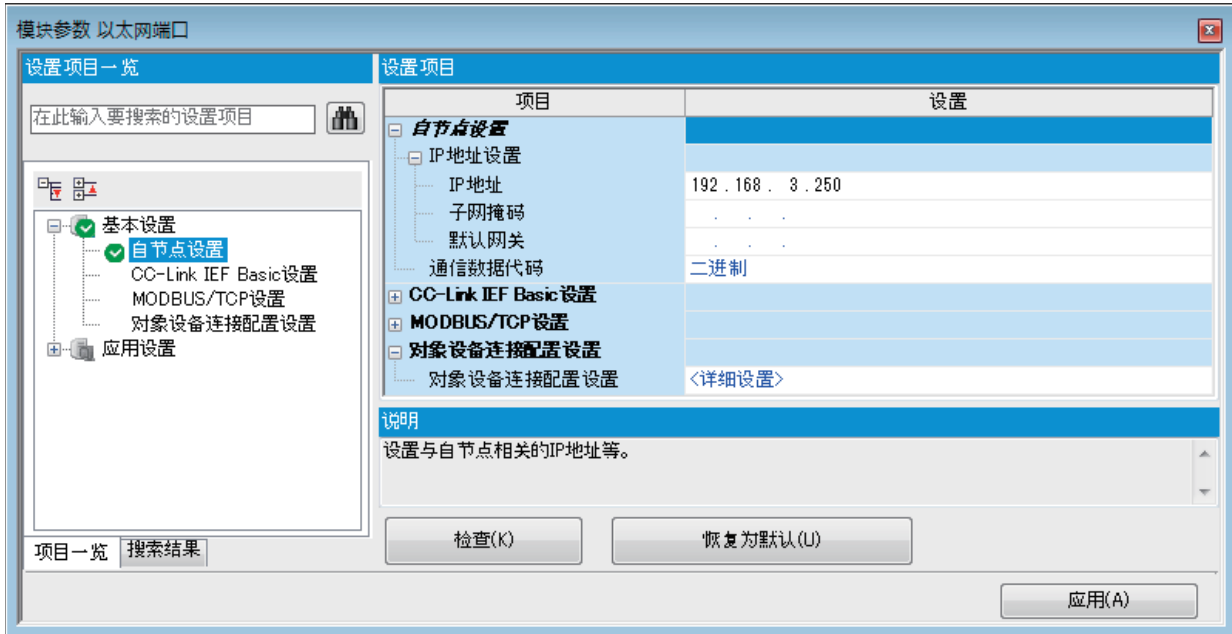 模块参数 以太网端口
设置项目一览
在此输入要搜索的设置项目
基本设置
自节点设置
CC-Link IEF Basic设置
MODBUS/TCP设置
对象设备连接配置设置
应用设置
项目一览 搜索结果
设置项目
项目 设置
自节点设置
IP地址设置
IP地址 192 . 168 . 3 . 250
子网掩码 . . .
默认网关 . . .
通信数据代码 二进制
CC-Link IEF Basic设置
MODBUS/TCP设置
对象设备连接配置设置
对象设备连接配置设置 <详细设置>
说明
设置与自节点相关的IP地址等。
检查(K) 恢复为默认(U)
应用(A)